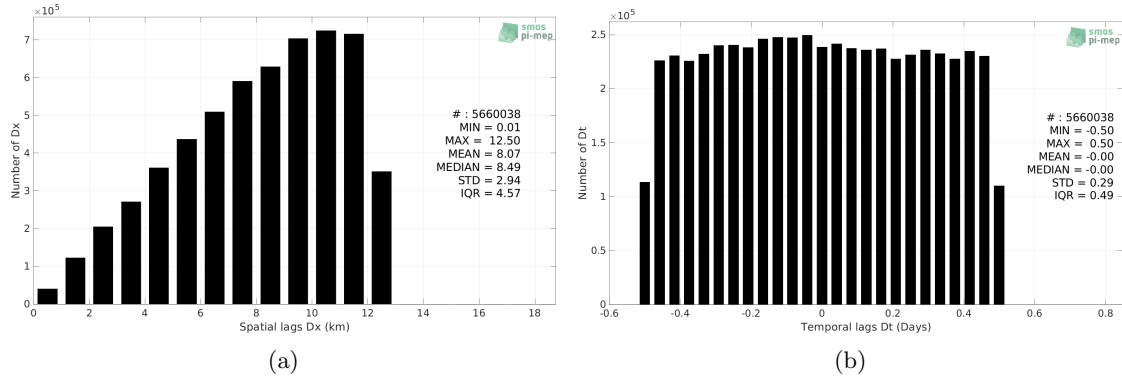 ×10⁵
7
6
5
4
3
2
1
0
Number of Dx
0 2 4 6 8 10 12 14 16 18
Spatial lags Dx (km)
smos
pi-mep
# : 5660038
MIN = 0.01
MAX = 12.50
MEAN = 8.07
MEDIAN = 8.49
STD = 2.94
IQR = 4.57
(a)
×10⁵
2.5
2
1.5
1
0.5
0
Number of Dt
-0.6 -0.4 -0.2 0 0.2 0.4 0.6 0.8
Temporal lags Dt (Days)
smos
pi-mep
# : 5660038
MIN = -0.50
MAX = 0.50
MEAN = -0.00
MEDIAN = -0.00
STD = 0.29
IQR = 0.49
(b)